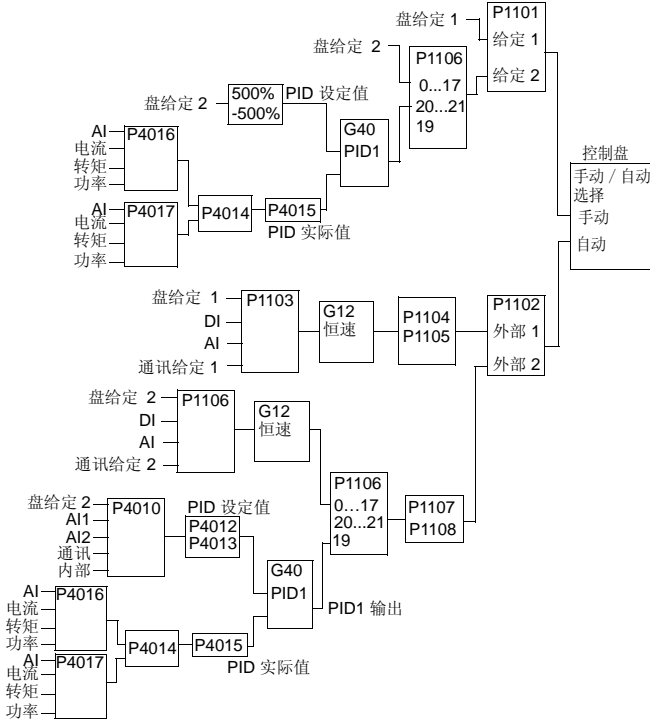 盘给定 1
P1101
给定 1
给定 2
盘给定 2
P1106
0...17
20...21
19
盘给定 2
500%
-500%
PID 设定值
G40
PID1
AI
电流
转矩
功率
P4016
AI
电流
转矩
功率
P4017
P4014
P4015
PID 实际值
控制盘
手动 / 自动
选择
手动
自动
盘给定 1
DI
AI
通讯给定 1
P1103
G12
恒速
P1104
P1105
P1102
外部 1
外部 2
盘给定 2
DI
AI
通讯给定 2
P1106
G12
恒速
P1106
0...17
20...21
19
P1107
P1108
盘给定 2
AI1
AI2
通讯
内部
P4010
PID 设定值
P4012
P4013
G40
PID1
PID1 输出
AI
电流
转矩
功率
P4016
AI
电流
转矩
功率
P4017
P4014
P4015
PID 实际值